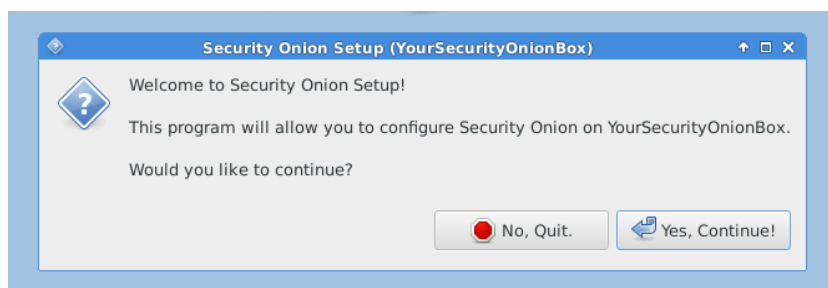 Security Onion Setup (YourSecurityOnionBox)
Welcome to Security Onion Setup!
This program will allow you to configure Security Onion on YourSecurityOnionBox.
Would you like to continue?
No, Quit.
Yes, Continue!